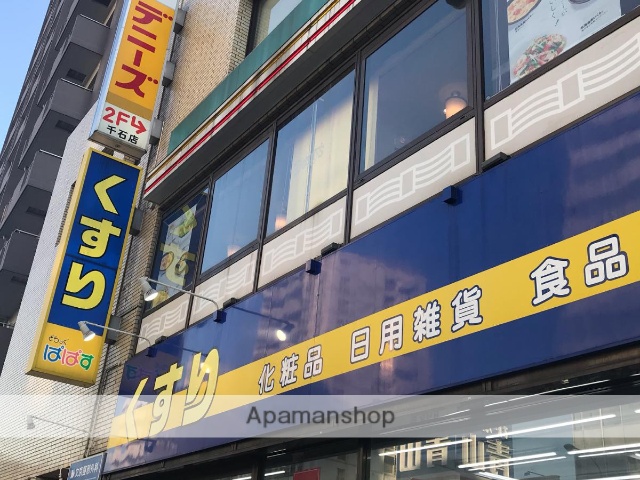 デニーズ
2F
千石店
くすり
どらっぐ
ぱぱす
くすり 化粧品 日用雑貨 食品
Apamanshop